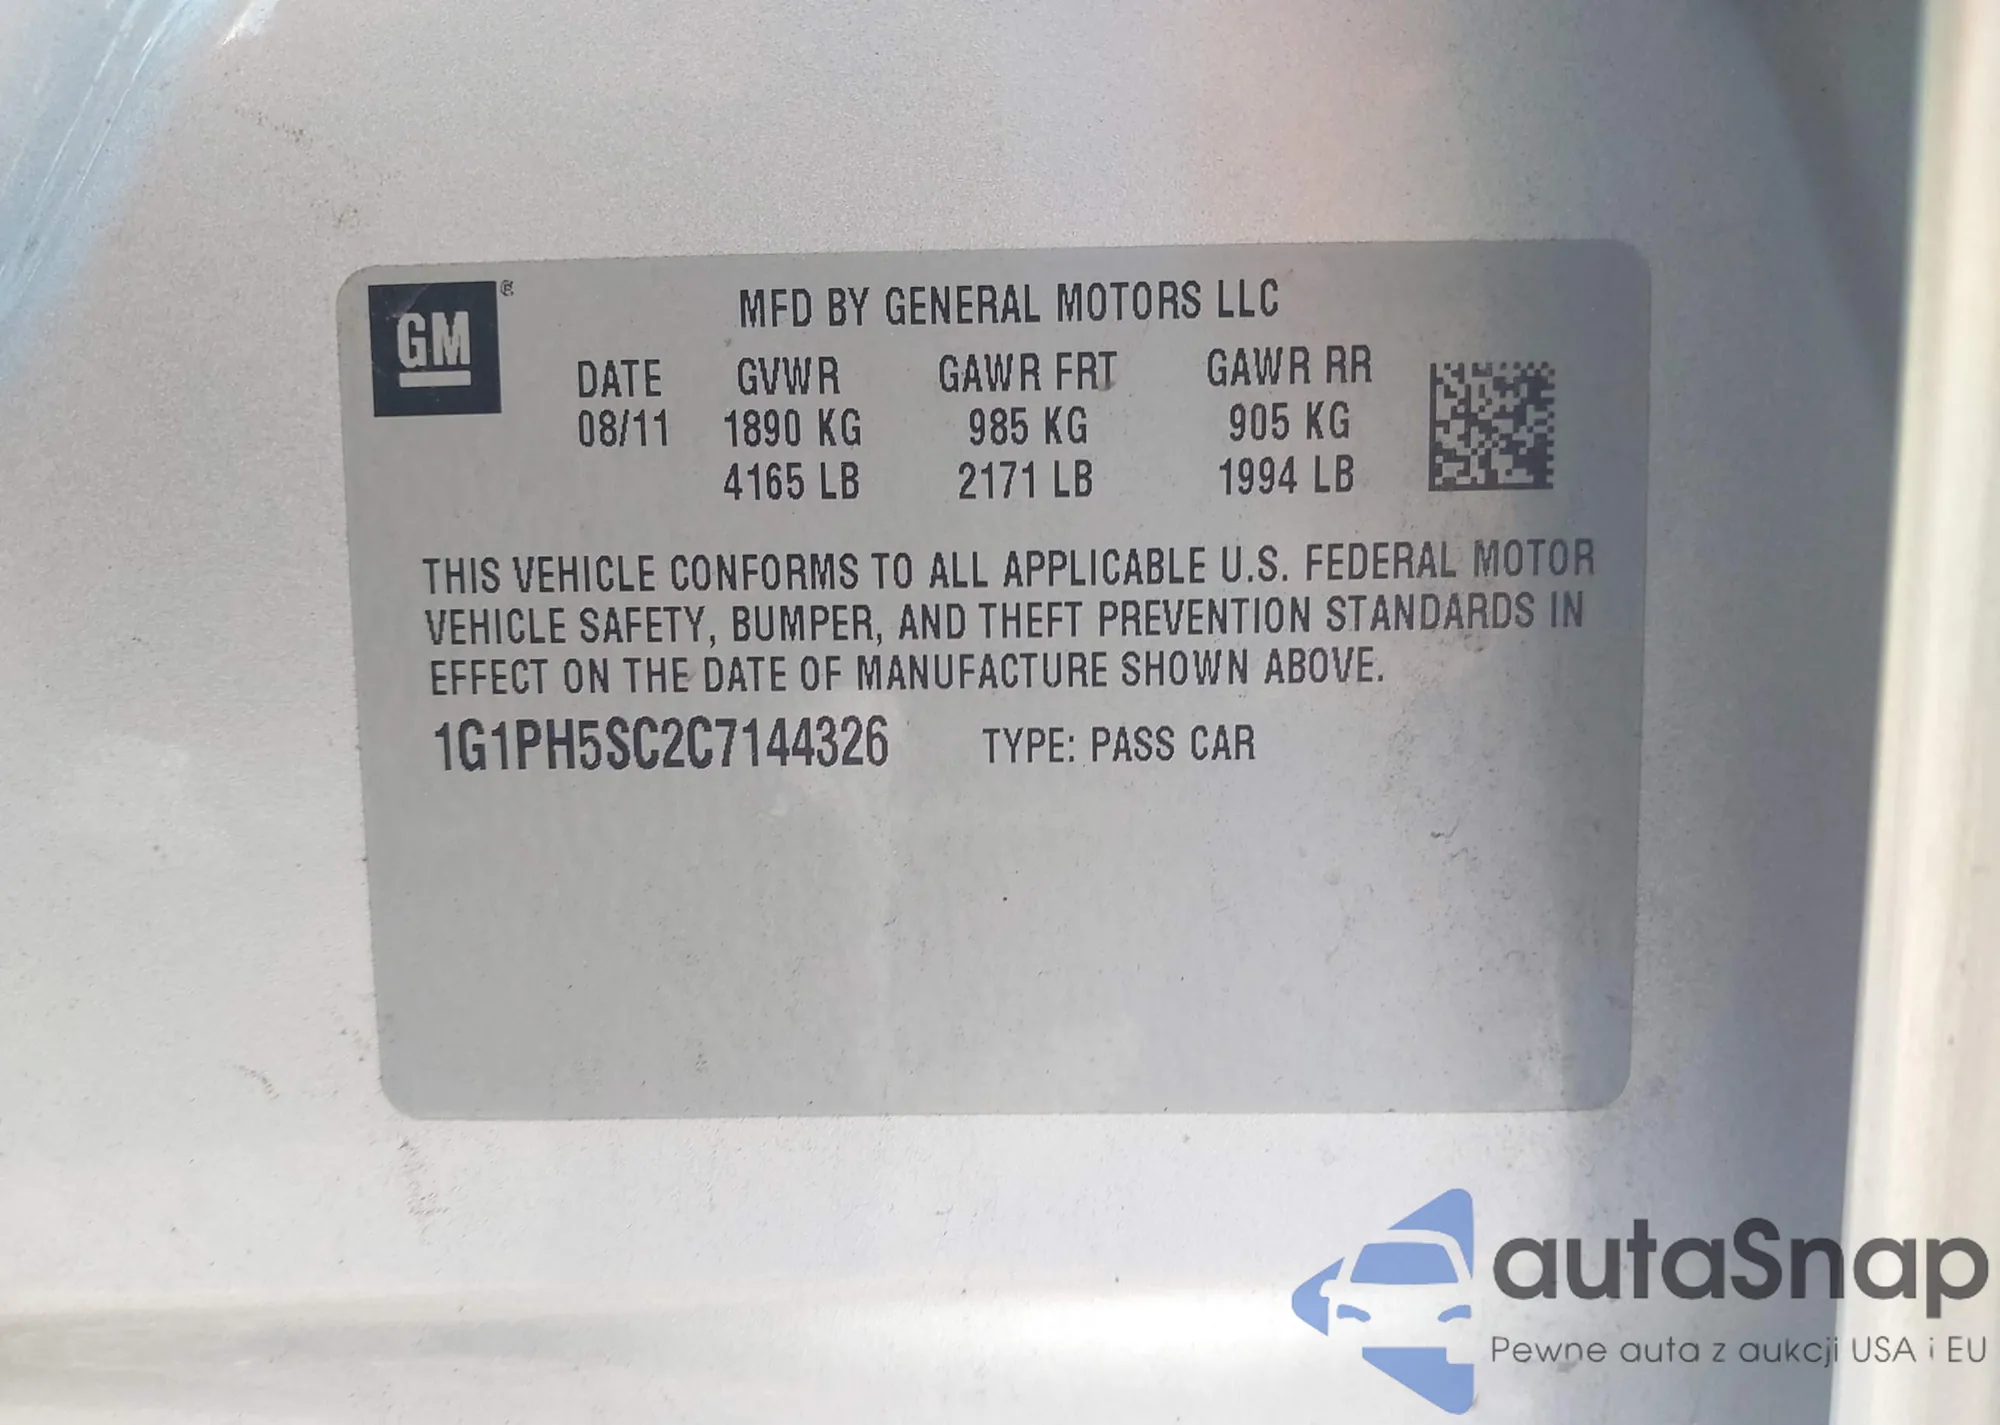 GM ®
MFD BY GENERAL MOTORS LLC
DATE GVWR GAWR FRT GAWR RR
08/11 1890 KG 985 KG 905 KG
4165 LB 2171 LB 1994 LB
THIS VEHICLE CONFORMS TO ALL APPLICABLE U.S. FEDERAL MOTOR
VEHICLE SAFETY, BUMPER, AND THEFT PREVENTION STANDARDS IN
EFFECT ON THE DATE OF MANUFACTURE SHOWN ABOVE.
1G1PH5SC2C7144326 TYPE: PASS CAR
autaSnap
Pewne auta z aukcji USA i EU